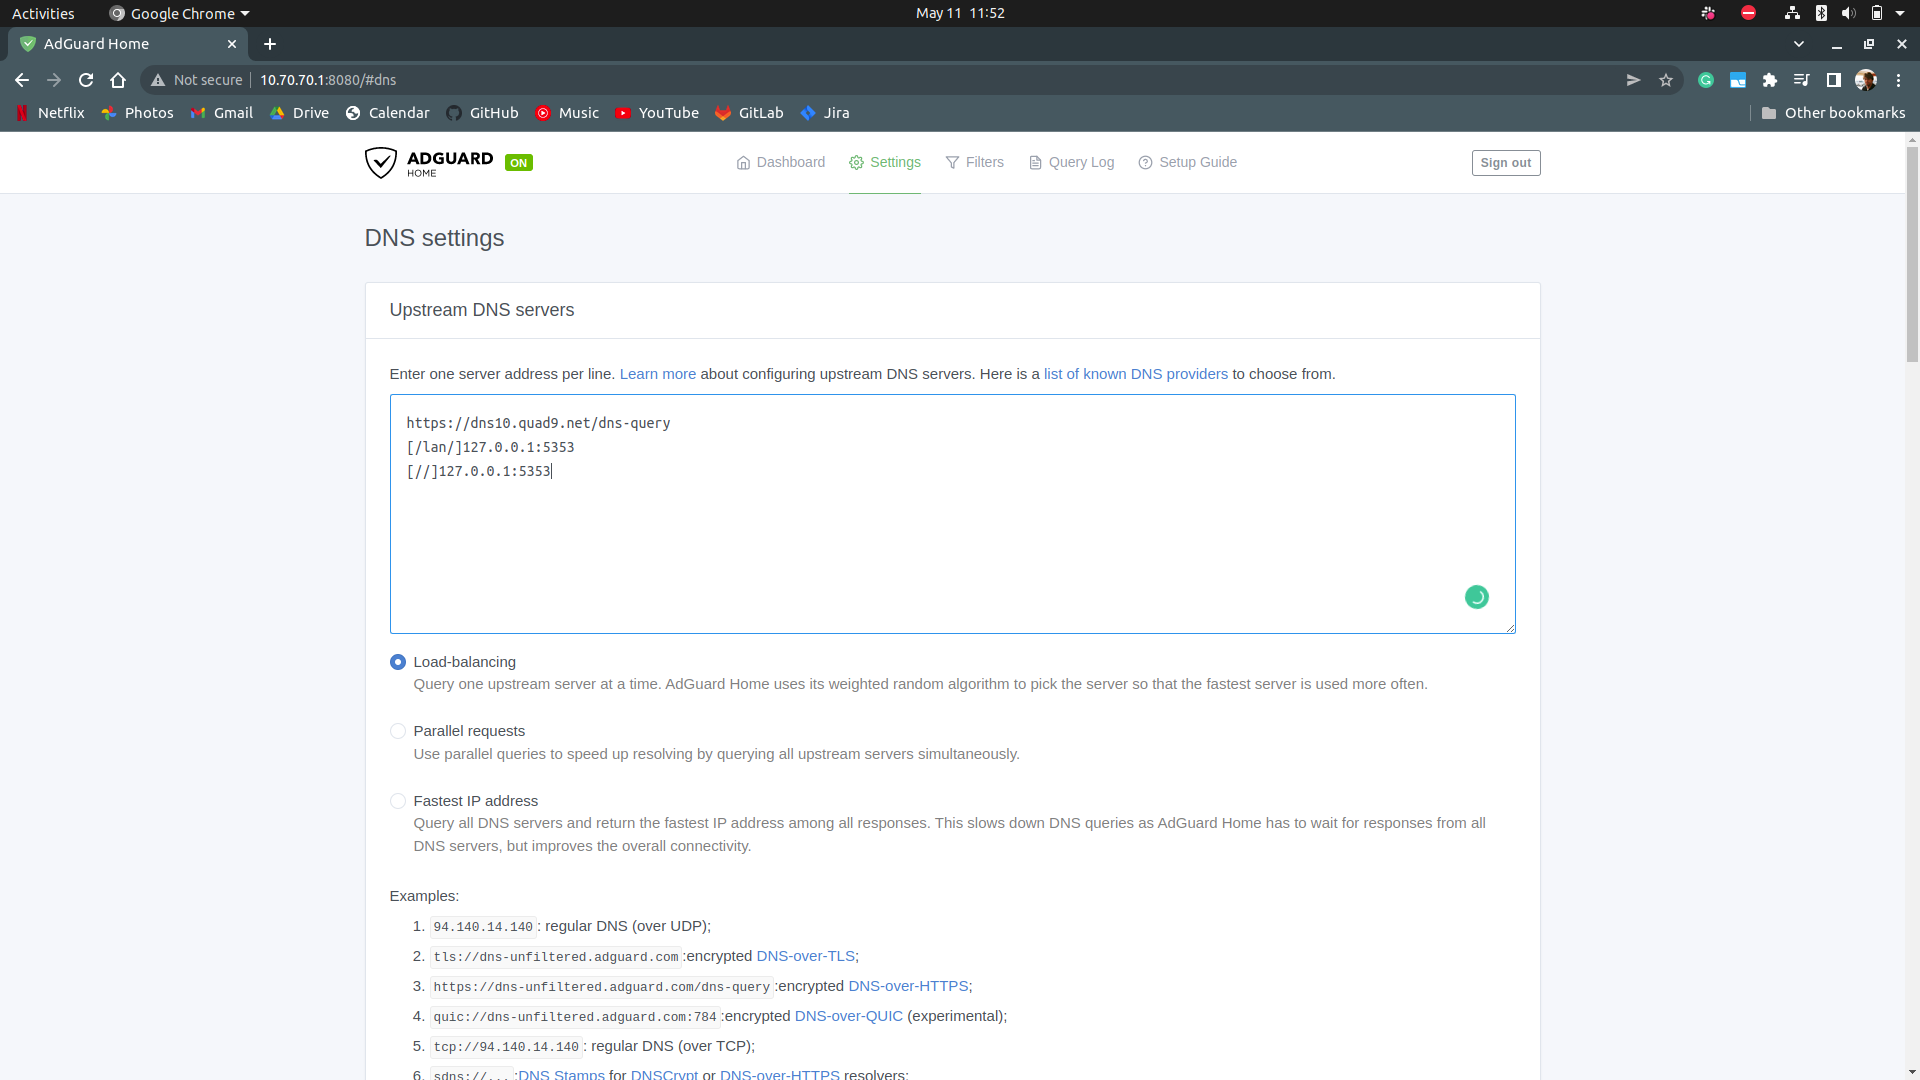 Activities
Google Chrome
May 11 11:52
AdGuard Home
Not secure
10.70.70.1:8080/#dns
Netflix
Photos
Gmail
Drive
Calendar
GitHub
Music
YouTube
GitLab
Jira
Other bookmarks
ADGUARD
HOME
ON
Dashboard
Settings
Filters
Query Log
Setup Guide
Sign out
DNS settings
Upstream DNS servers
Enter one server address per line. Learn more about configuring upstream DNS servers. Here is a list of known DNS providers to choose from.
https://dns10.quad9.net/dns-query
[/lan/]127.0.0.1:5353
[//]127.0.0.1:5353
Load-balancing
Query one upstream server at a time. AdGuard Home uses its weighted random algorithm to pick the server so that the fastest server is used more often.
Parallel requests
Use parallel queries to speed up resolving by querying all upstream servers simultaneously.
Fastest IP address
Query all DNS servers and return the fastest IP address among all responses. This slows down DNS queries as AdGuard Home has to wait for responses from all
DNS servers, but improves the overall connectivity.
Examples:
1. 94.140.14.140: regular DNS (over UDP);
2. tls://dns-unfiltered.adguard.com:encrypted DNS-over-TLS;
3. https://dns-unfiltered.adguard.com/dns-query:encrypted DNS-over-HTTPS;
4. quic://dns-unfiltered.adguard.com:784:encrypted DNS-over-QUIC (experimental);
5. tcp://94.140.14.140: regular DNS (over TCP);
6. sdns://...:DNS Stamps for DNSCrypt or DNS-over-HTTPS resolvers;